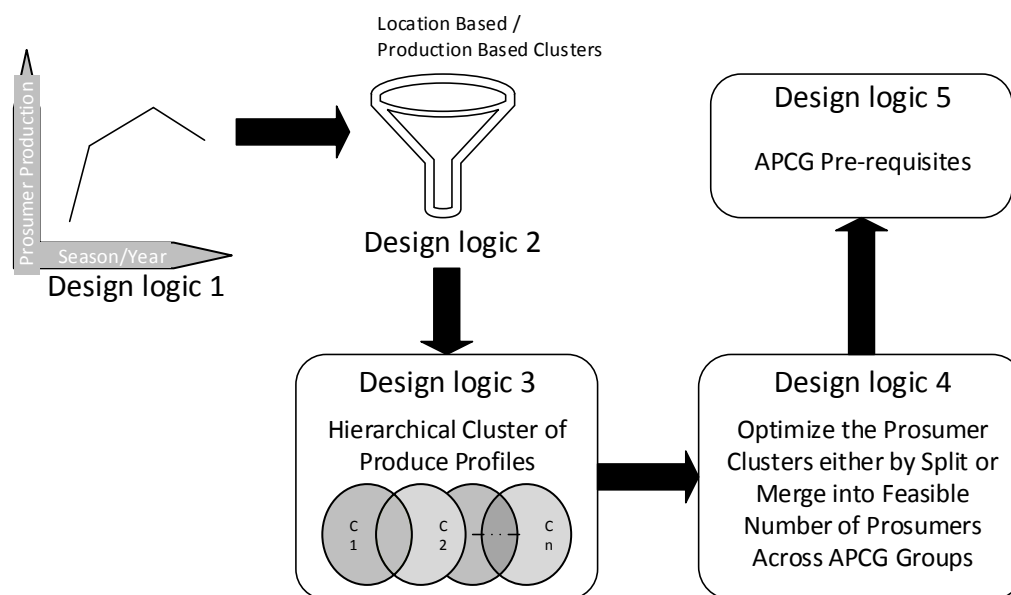 Prosumer Production
Season/Year
Design logic 1
Location Based /
Production Based Clusters
Design logic 2
Design logic 3
Hierarchical Cluster of
Produce Profiles
C
1
C
2
...
C
n
Design logic 4
Optimize the Prosumer
Clusters either by Split or
Merge into Feasible
Number of Prosumers
Across APCG Groups
Design logic 5
APCG Pre-requisites